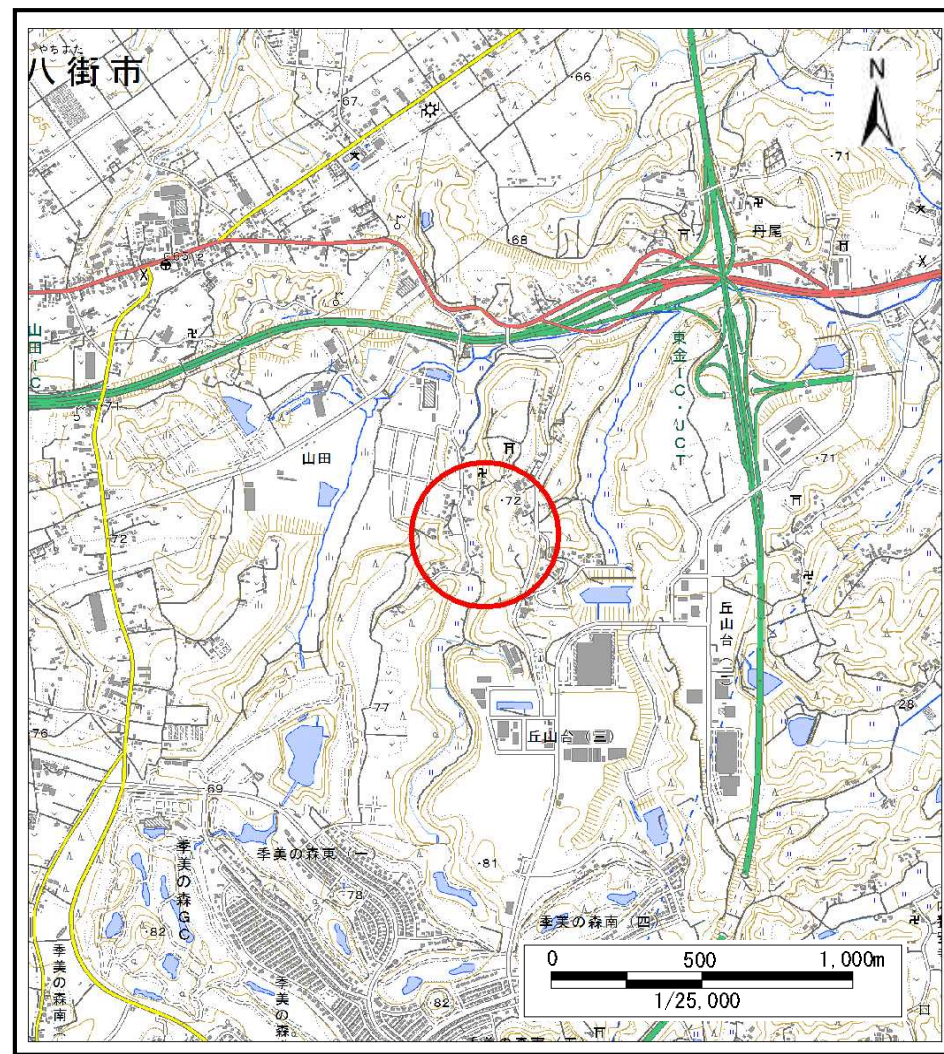 やちまた
八街市
66
67
N
71
68
丹尾
山田IC
71
東金IC・JCT
山田
72
71
72
丘山台(二)
28
77
丘山台(三)
76
69
季美の森東(一)
81
季美の森GC
78
82
季美の森南(四)
季美の森南
季美の森
82
0 500 1,000m
1/25,000